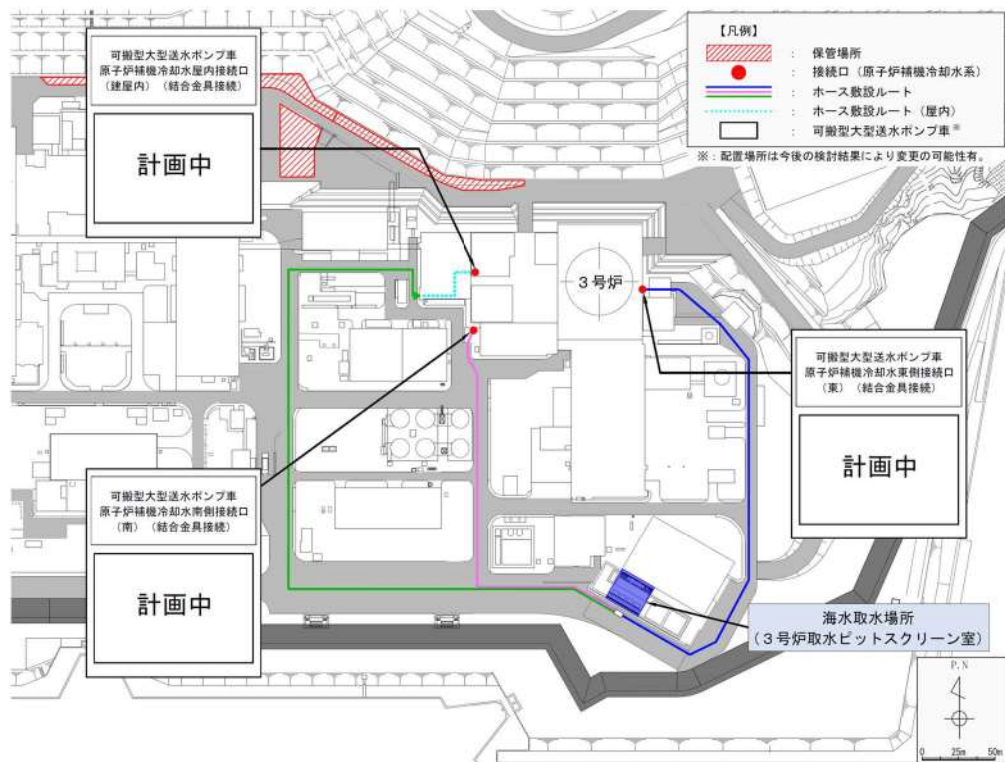 可搬型大型送水ポンプ車
原子炉補機冷却水屋内接続口
（建屋内）（結合金具接続）
計画中
【凡例】
： 保管場所
： 接続口（原子炉補機冷却水系）
： ホース敷設ルート
： ホース敷設ルート（屋内）
： 可搬型大型送水ポンプ車※
※：配置場所は今後の検討結果により変更の可能性有。
３号炉
可搬型大型送水ポンプ車
原子炉補機冷却水東側接続口
（東）（結合金具接続）
計画中
可搬型大型送水ポンプ車
原子炉補機冷却水南側接続口
（南）（結合金具接続）
計画中
海水取水場所
（３号炉取水ピットスクリーン室）
P.N
0 25m 50m